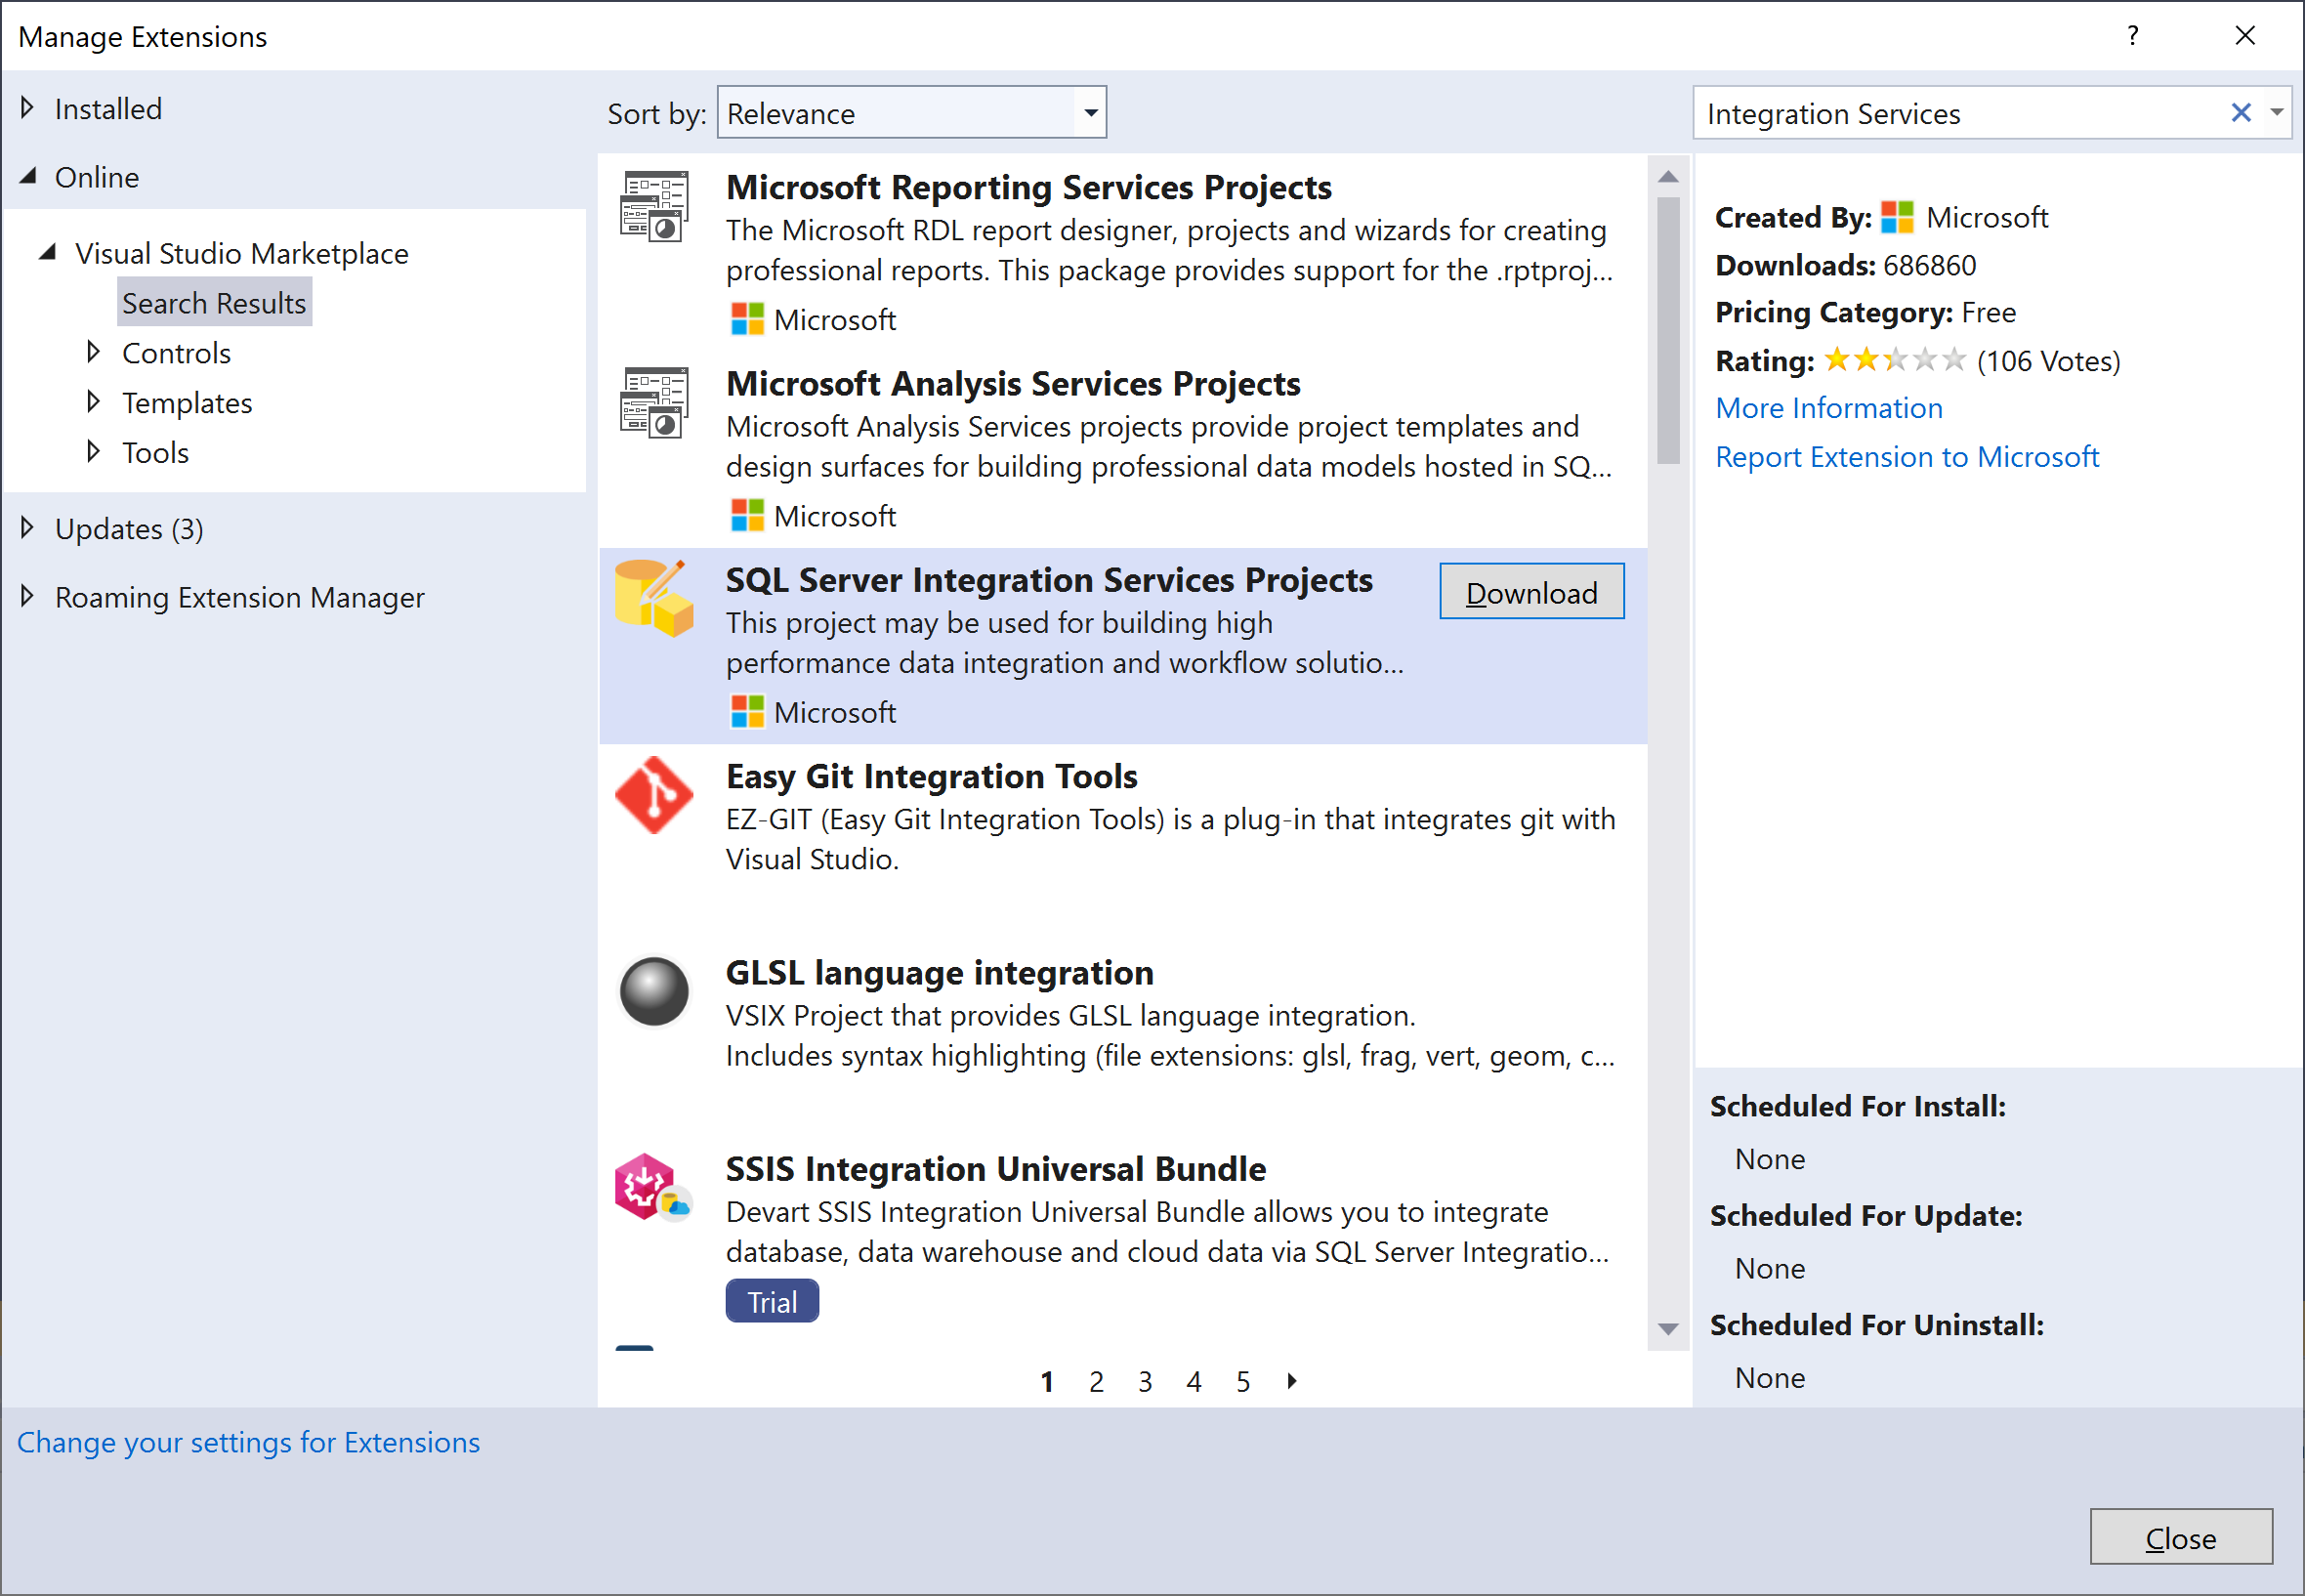 Manage Extensions
?
Installed
Online
Visual Studio Marketplace
Search Results
Controls
Templates
Tools
Updates (3)
Roaming Extension Manager
Sort by: Relevance
Microsoft Reporting Services Projects
The Microsoft RDL report designer, projects and wizards for creating
professional reports. This package provides support for the .rptproj...
Microsoft
Microsoft Analysis Services Projects
Microsoft Analysis Services projects provide project templates and
design surfaces for building professional data models hosted in SQ...
Microsoft
SQL Server Integration Services Projects
Download
This project may be used for building high
performance data integration and workflow solutio...
Microsoft
Easy Git Integration Tools
EZ-GIT (Easy Git Integration Tools) is a plug-in that integrates git with
Visual Studio.
GLSL language integration
VSIX Project that provides GLSL language integration.
Includes syntax highlighting (file extensions: glsl, frag, vert, geom, c...
SSIS Integration Universal Bundle
Devart SSIS Integration Universal Bundle allows you to integrate
database, data warehouse and cloud data via SQL Server Integratio...
Trial
1 2 3 4 5
Integration Services
Created By: Microsoft
Downloads: 686860
Pricing Category: Free
Rating: (106 Votes)
More Information
Report Extension to Microsoft
Scheduled For Install:
None
Scheduled For Update:
None
Scheduled For Uninstall:
None
Change your settings for Extensions
Close